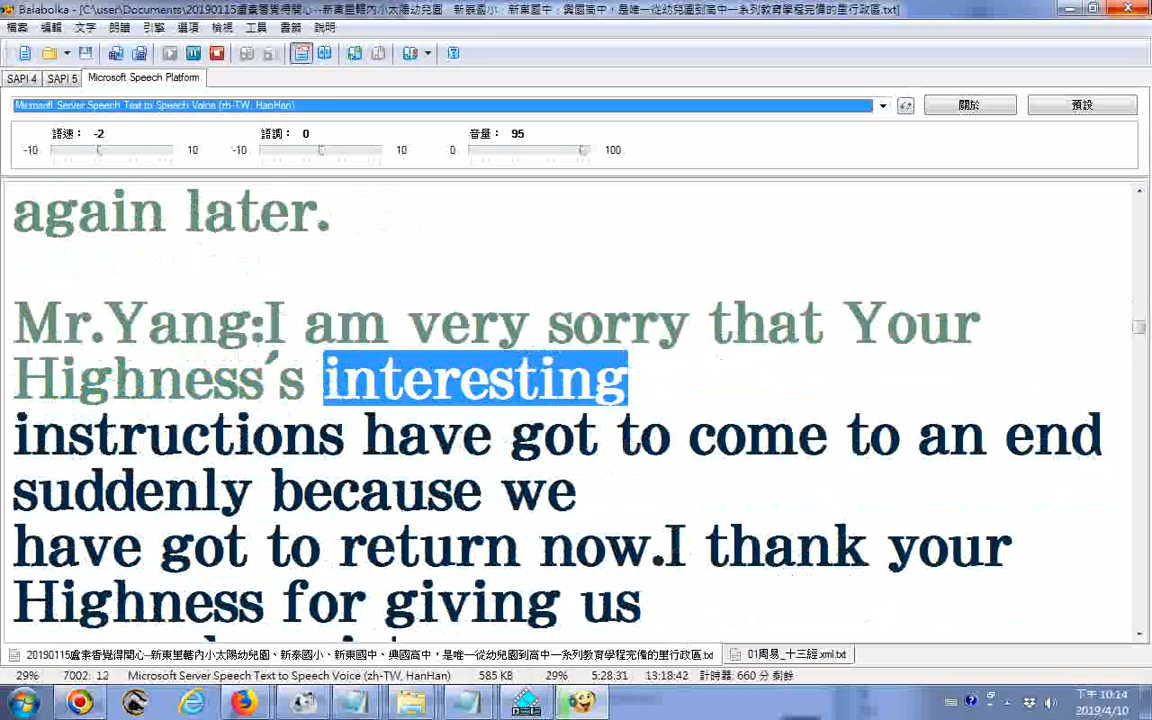 Balabolka - [C:\user\Documents\20190115盧素香覺得開心--新東里轄內小太陽幼兒園、新泰國小、新東國中、興國高中，是唯一從幼兒園到高中一系列教育學程完備的里行政區.txt]
檔案 編輯 文字 朗讀 引擎 選項 檢視 工具 書籤 說明
SAPI 4 SAPI 5 Microsoft Speech Platform
Microsoft Server Speech Text to Speech Voice (zh-TW, HanHan) 關於 預設
語速： -2 語調： 0 音量： 95
-10 10 -10 10 0 100
again later.
Mr.Yang:I am very sorry that Your
Highness´s interesting
instructions have got to come to an end
suddenly because we
have got to return now.I thank your
Highness for giving us
20190115盧素香覺得開心--新東里轄內小太陽幼兒園、新泰國小、新東國中、興國高中，是唯一從幼兒園到高中一系列教育學程完備的里行政區.txt 01周易_十三經.xml.txt
29% 7002: 12 Microsoft Server Speech Text to Speech Voice (zh-TW, HanHan) 585 KB 29% 5:28.31 13:18:42 計時器: 660 分 剩餘
下午 10:14
2019/4/10